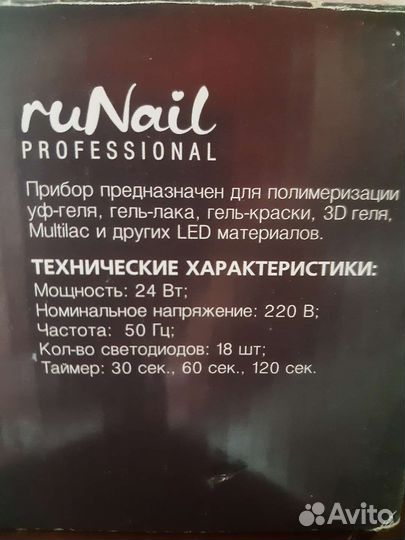 ruNail
PROFESSIONAL
Прибор предназначен для полимеризации
уф-геля, гель-лака, гель-краски, 3D геля,
Multilac и других LED материалов.
ТЕХНИЧЕСКИЕ ХАРАКТЕРИСТИКИ:
Мощность: 24 Вт;
Номинальное напряжение: 220 В;
Частота: 50 Гц;
Кол-во светодиодов: 18 шт;
Таймер: 30 сек., 60 сек., 120 сек.
Avito